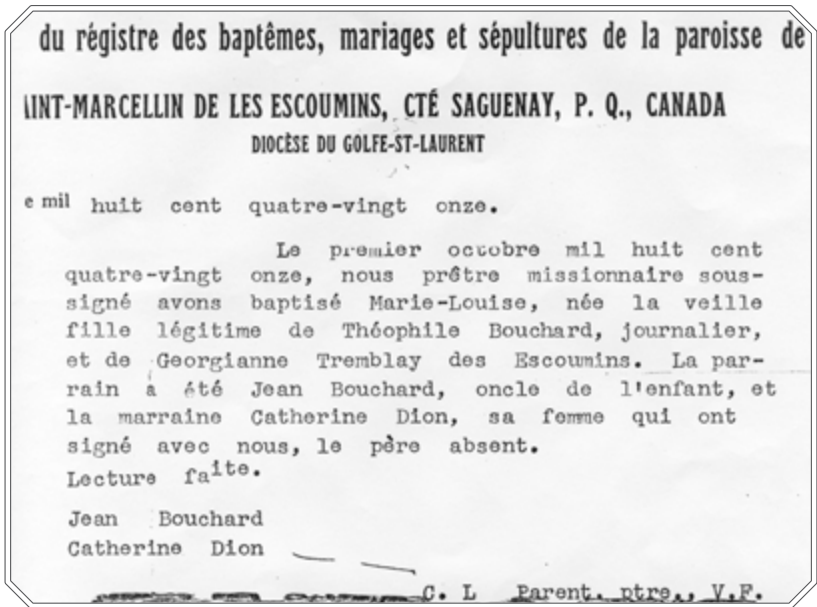 du régistre des baptêmes, mariages et sépultures de la paroisse de
AINT-MARCELLIN DE LES ESCOUMINS, CTÉ SAGUENAY, P. Q., CANADA
DIOCÈSE DU GOLFE-ST-LAURENT
e mil huit cent quatre-vingt onze.
Le premier octobre mil huit cent
quatre-vingt onze, nous prêtre missionnaire sous-
signé avons baptisé Marie-Louise, née la veille
fille légitime de Théophile Bouchard, journalier,
et de Georgianne Tremblay des Escoumins. La par-
rain a été Jean Bouchard, oncle de l'enfant, et
la marraine Catherine Dion, sa femme qui ont
signé avec nous, le père absent.
Lecture faite.
Jean Bouchard
Catherine Dion
C. L Parent. ptre., V.F.